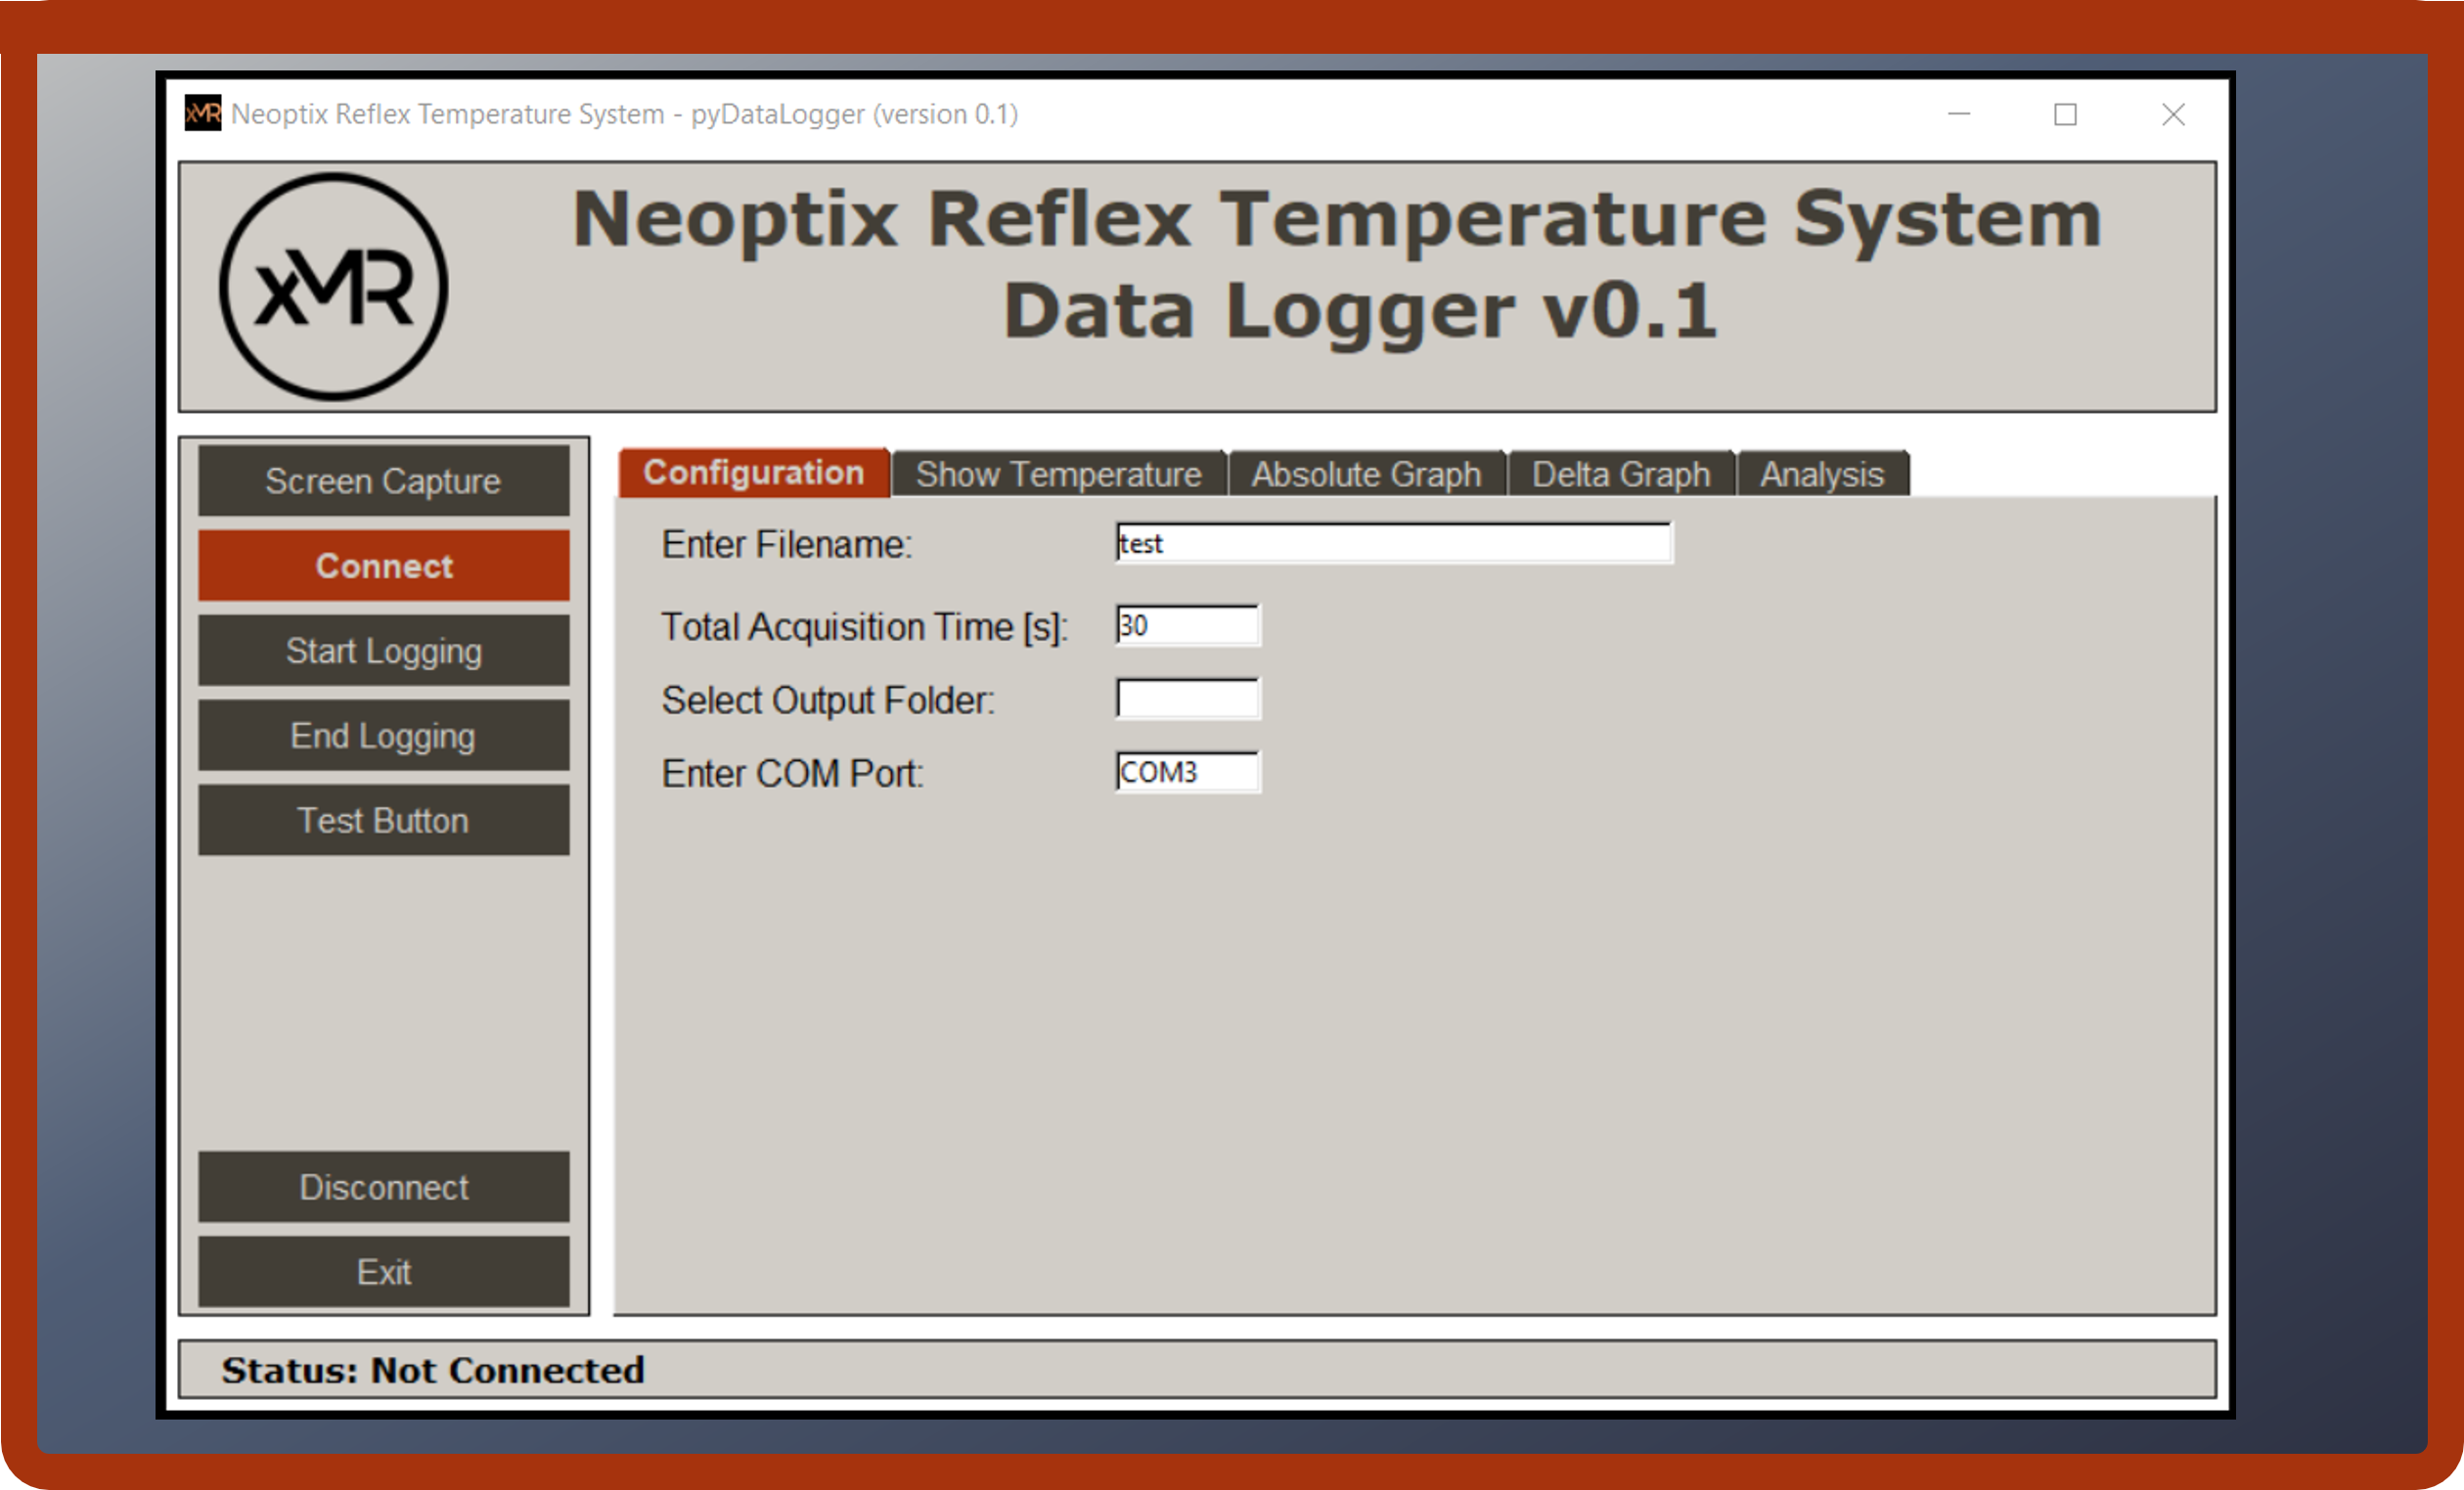 xMR Neoptix Reflex Temperature System - pyDataLogger (version 0.1)
xMR
Neoptix Reflex Temperature System
Data Logger v0.1
Screen Capture
Connect
Start Logging
End Logging
Test Button
Disconnect
Exit
Configuration Show Temperature Absolute Graph Delta Graph Analysis
Enter Filename: test
Total Acquisition Time [s]: 30
Select Output Folder:
Enter COM Port: COM3
Status: Not Connected